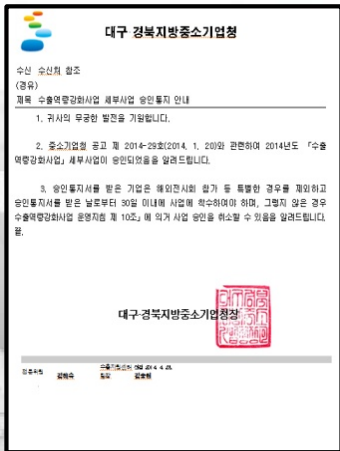 대구 경북지방중소기업청
수신 수신처 참조
(경유)
제목 수출역량강화사업 세부사업 승인통지 안내
1. 귀사의 무궁한 발전을 기원합니다.
2. 중소기업청 공고 제 2014-29호(2014. 1. 20)와 관련하여 2014년도 「수출
역량강화사업」 세부사업이 승인되었음을 알려드립니다.
3. 승인통지서를 받은 기업은 해외전시회 참가 등 특별한 경우를 제외하고
승인통지서를 받은 날로부터 30일 이내에 사업에 착수하여야 하며, 그렇지 않은 경우
수출역량강화사업 운영지침 제 10조」에 의거 사업 승인을 취소할 수 있음을 알려드립니다.
끝.
대구·경북지방중소기업청장